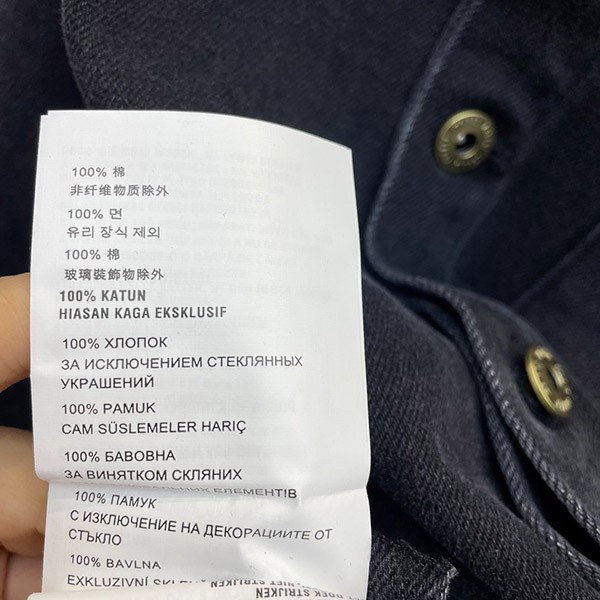 100% 棉
非纤维物质除外
100% 면
유리 장식 제외
100% 棉
玻璃裝飾物除外
100% KATUN
HIASAN KAGA EKSKLUSIF
100% ХЛОПОК
ЗА ИСКЛЮЧЕНИЕМ СТЕКЛЯННЫХ
УКРАШЕНИЙ
100% PAMUK
CAM SÜSLEMELER HARIÇ
100% БАВОВНА
ЗА ВИНЯТКОМ СКЛЯНИХ
ЕЛЕМЕНТ!В
100% ПАМУК
С ИЗКЛЮЧЕНИЕ НА ДЕКОРАЦИИТЕ ОТ
СТЪКЛО
100% BAVLNA
EXKLUZIVNÍ
STRIJKEN